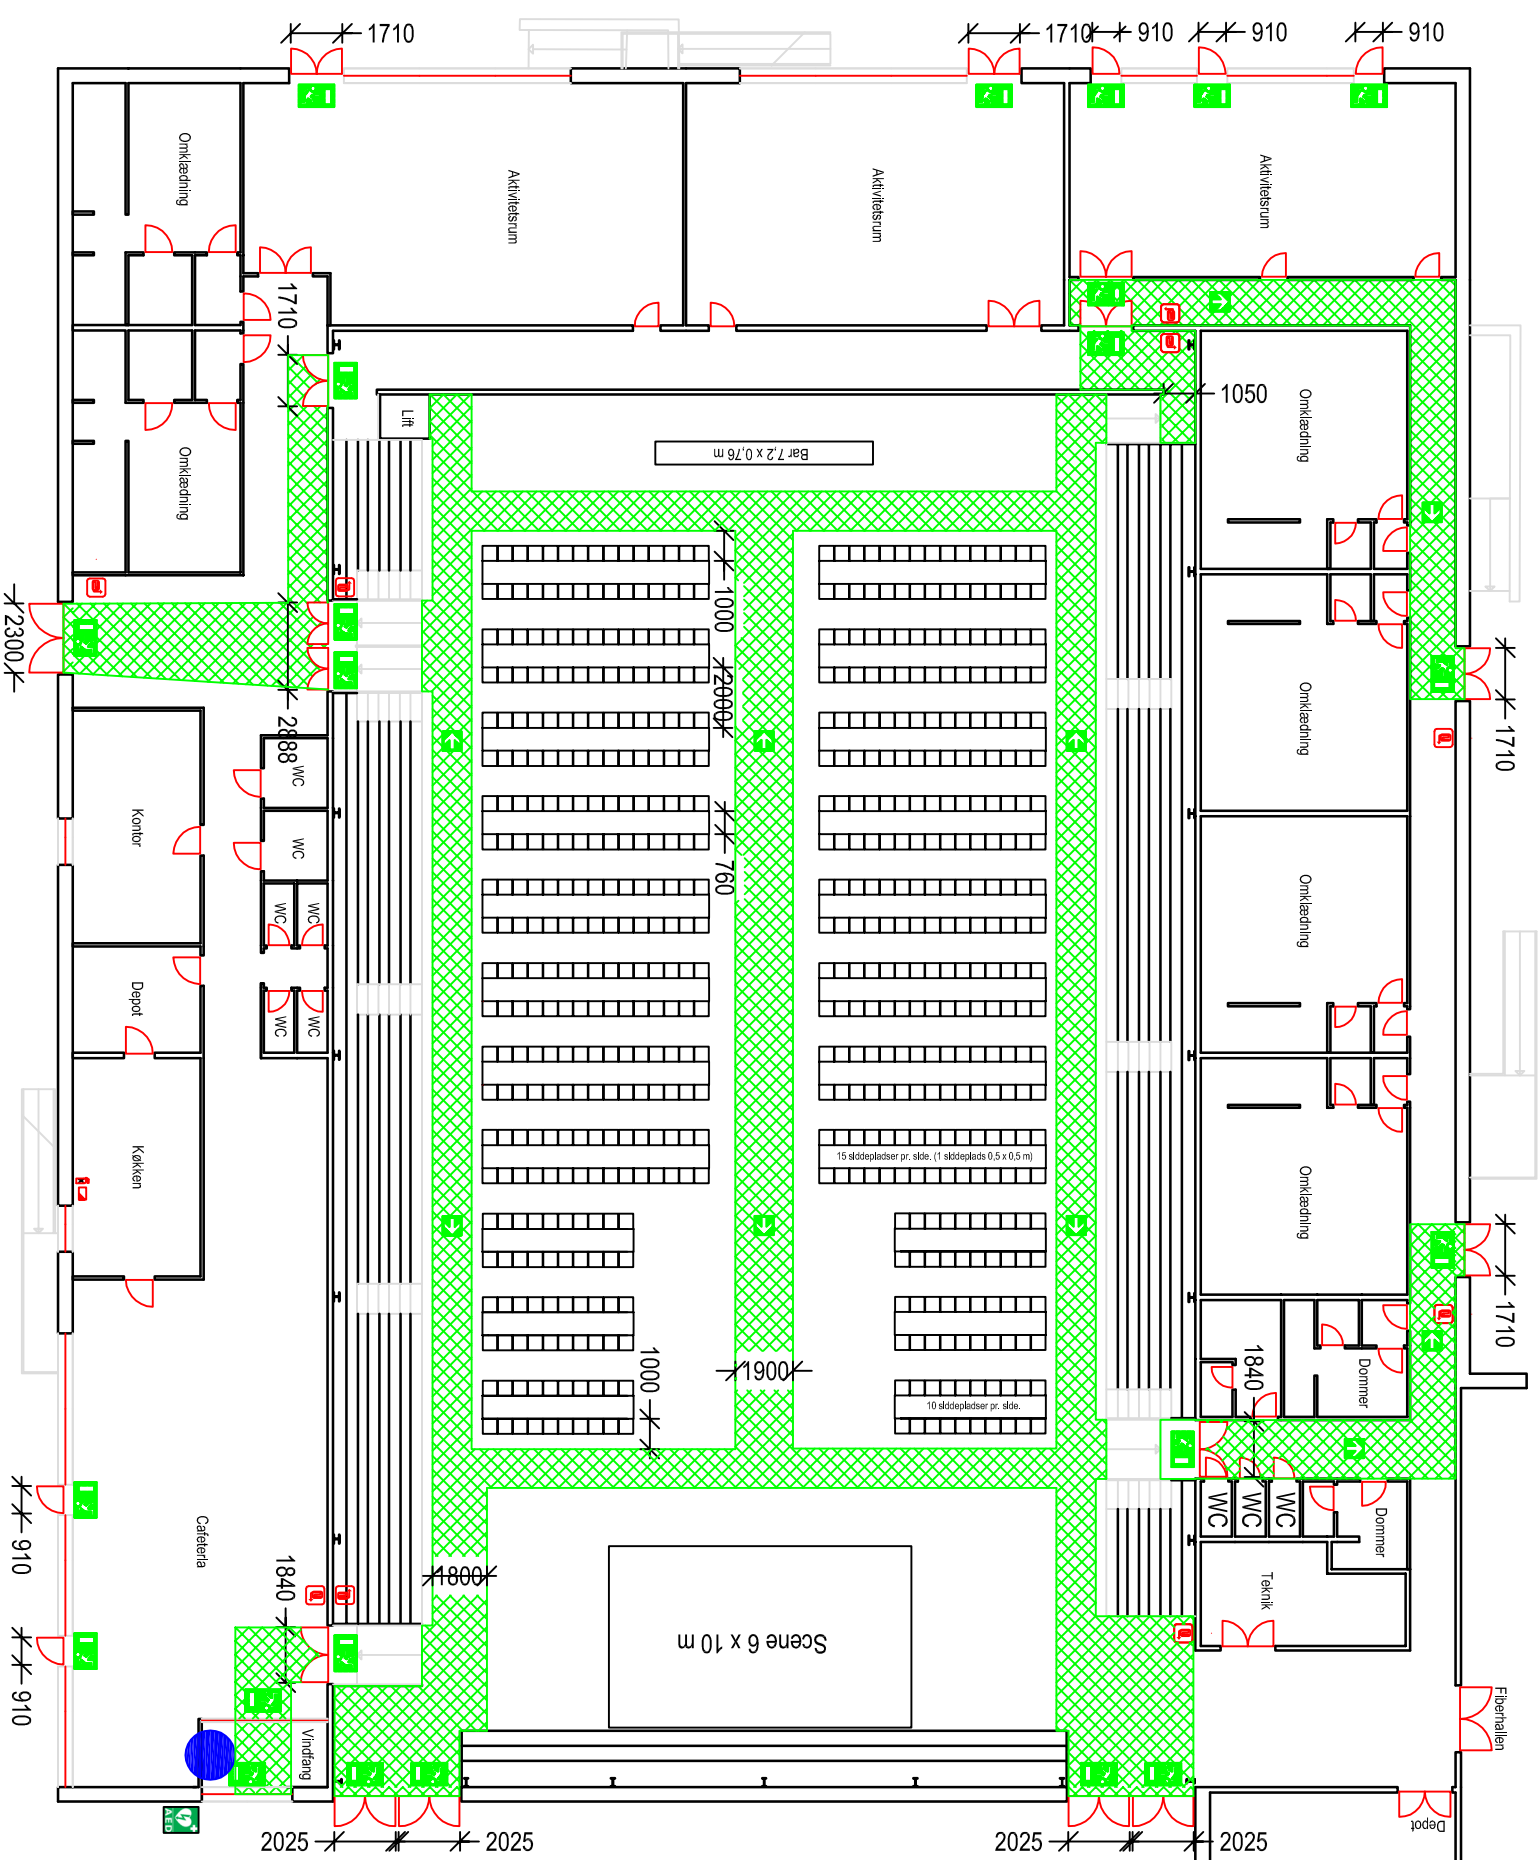 1710
1710
910
910
910
Omklædning
Aktivitetsrum
Aktivitetsrum
Aktivitetsrum
1710
1050
Lift
Bar 7,2 x 0,76 m
Omklædning
Omklædning
2300
2888
1000
2000
760
Omklædning
1710
WC
WC
Kontor
WC
WC
Omklædning
Depot
WC
WC
Køkken
15 siddepladser pr. side. (1 siddeplads 0,5 x 0,5 m)
Omklædning
1710
1000
1900
10 siddepladser pr. side.
1840
Dommer
WC
WC
WC
Dommer
910
Cafeteria
1840
1800
Teknik
Scene 6 x 10 m
910
Vindfang
Fiberhallen
AED
Depot
2025
2025
2025
2025